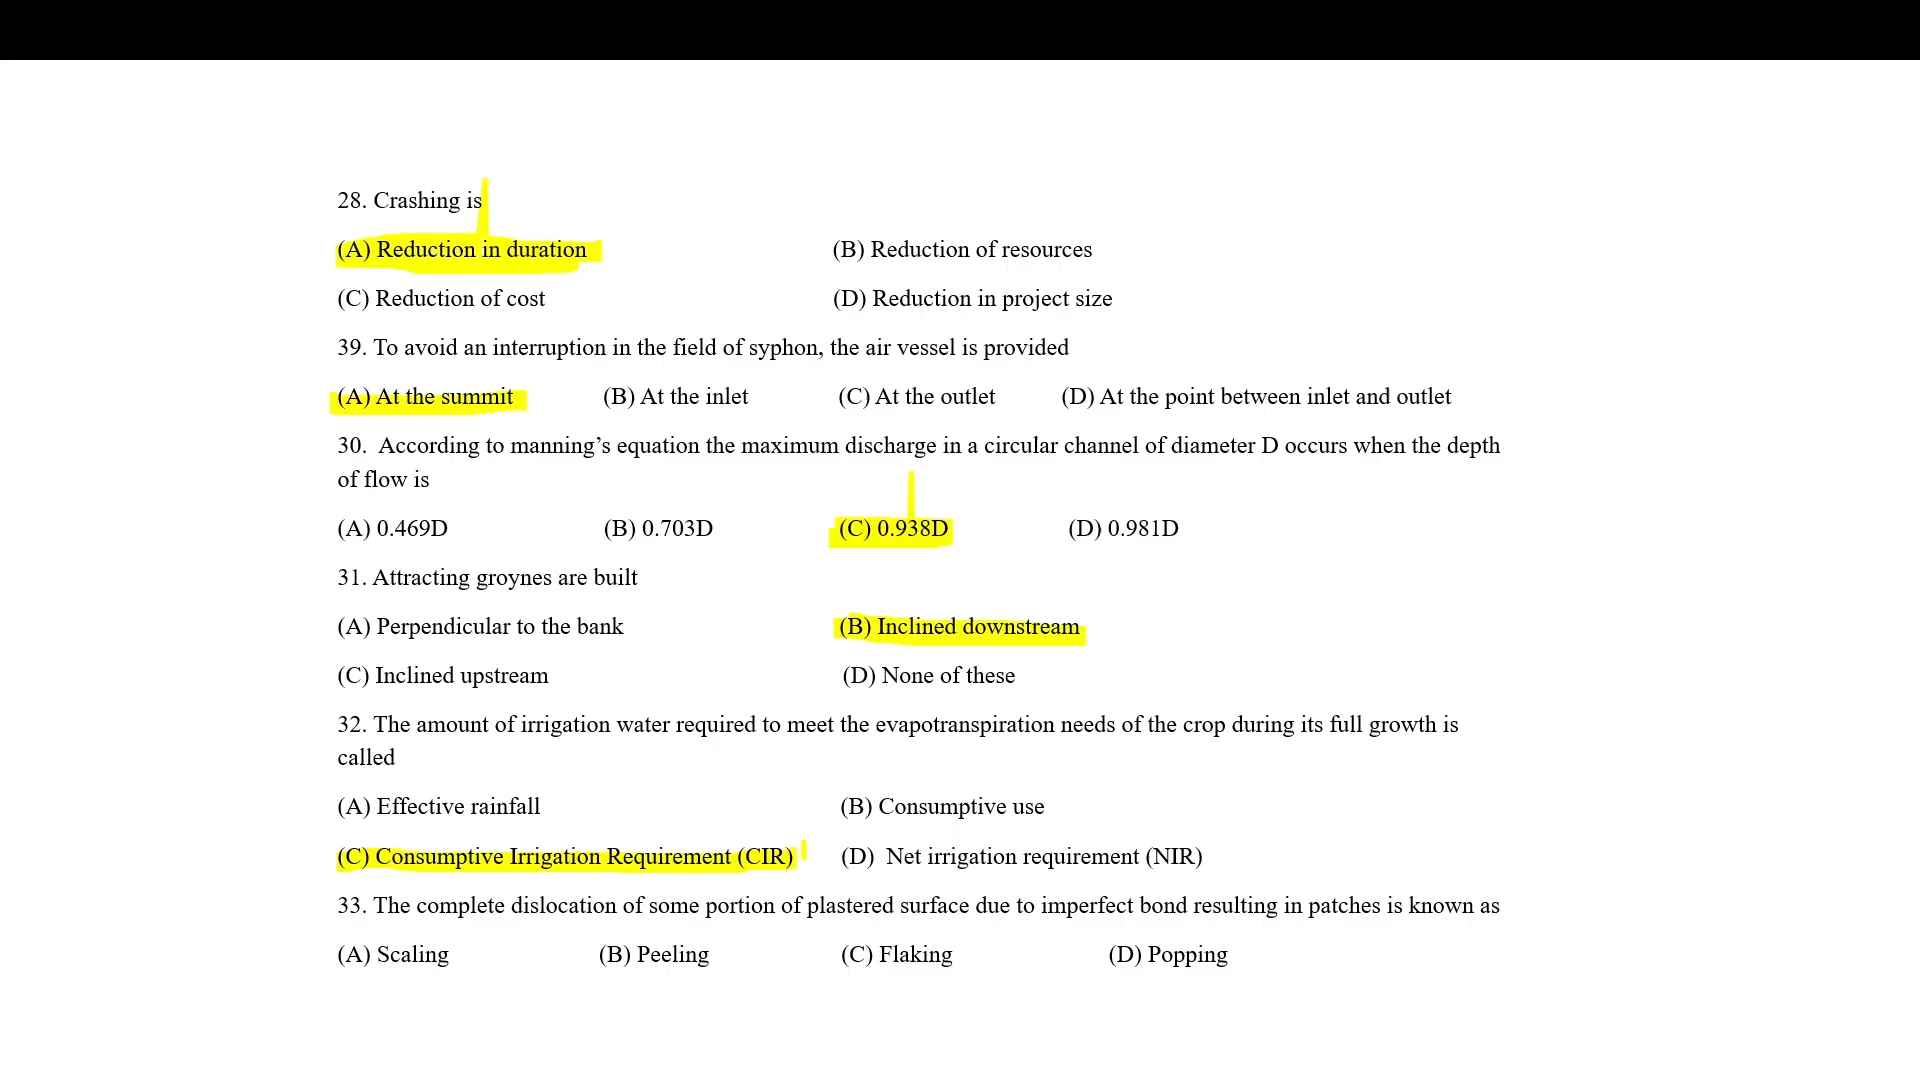 28. Crashing is
(A) Reduction in duration (B) Reduction of resources
(C) Reduction of cost (D) Reduction in project size
39. To avoid an interruption in the field of syphon, the air vessel is provided
(A) At the summit (B) At the inlet (C) At the outlet (D) At the point between inlet and outlet
30. According to manning’s equation the maximum discharge in a circular channel of diameter D occurs when the depth
of flow is
(A) 0.469D (B) 0.703D (C) 0.938D (D) 0.981D
31. Attracting groynes are built
(A) Perpendicular to the bank (B) Inclined downstream
(C) Inclined upstream (D) None of these
32. The amount of irrigation water required to meet the evapotranspiration needs of the crop during its full growth is
called
(A) Effective rainfall (B) Consumptive use
(C) Consumptive Irrigation Requirement (CIR) (D) Net irrigation requirement (NIR)
33. The complete dislocation of some portion of plastered surface due to imperfect bond resulting in patches is known as
(A) Scaling (B) Peeling (C) Flaking (D) Popping